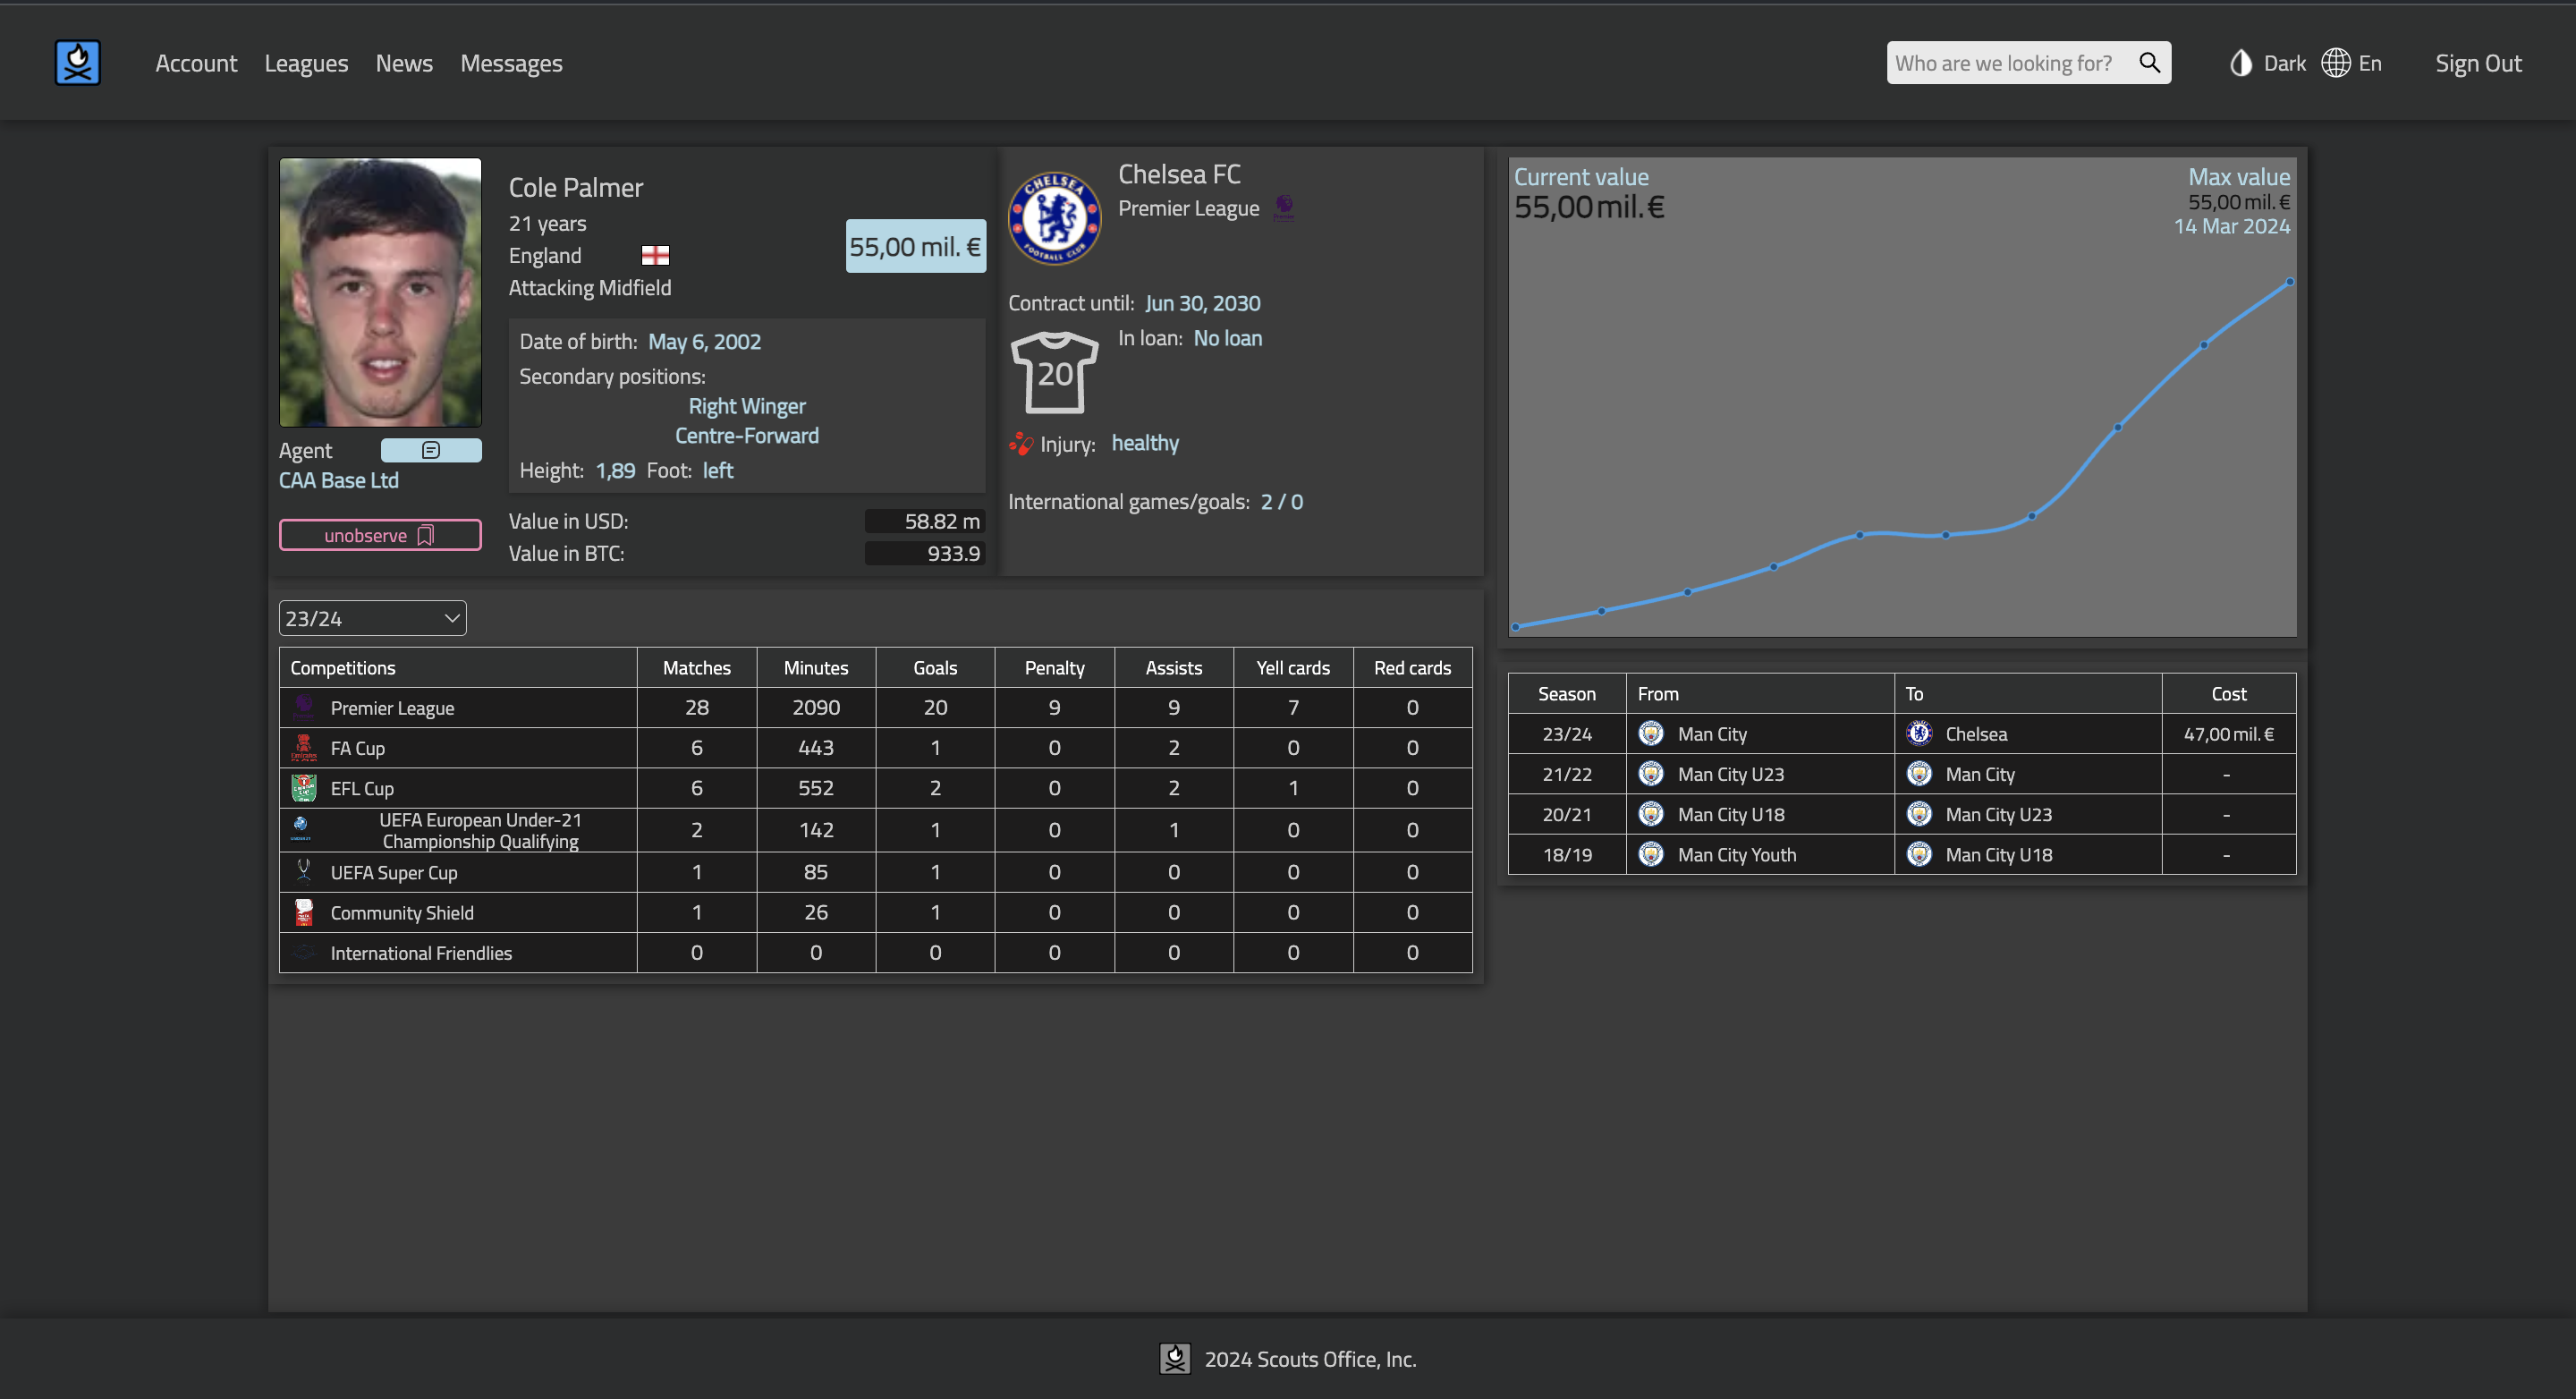 Account Leagues News Messages
Who are we looking for?
Dark En Sign Out
Cole Palmer
21 years
England
Attacking Midfield
55,00 mil. €
Date of birth: May 6, 2002
Secondary positions:
Right Winger
Centre-Forward
Height: 1,89 Foot: left
Agent
CAA Base Ltd
unobserve
Value in USD: 58.82 m
Value in BTC: 933.9
CHELSEA
FOOTBALL CLUB
Chelsea FC
Premier League
Contract until: Jun 30, 2030
20
In loan: No loan
Injury: healthy
International games/goals: 2 / 0
Current value
55,00 mil. €
Max value
55,00 mil. €
14 Mar 2024
23/24
Competitions Matches Minutes Goals Penalty Assists Yell cards Red cards
Premier League 28 2090 20 9 9 7 0
FA Cup 6 443 1 0 2 0 0
EFL Cup 6 552 2 0 2 1 0
UEFA European Under-21
Championship Qualifying 2 142 1 0 1 0 0
UEFA Super Cup 1 85 1 0 0 0 0
Community Shield 1 26 1 0 0 0 0
International Friendlies 0 0 0 0 0 0 0
Season From To Cost
23/24 Man City Chelsea 47,00 mil. €
21/22 Man City U23 Man City -
20/21 Man City U18 Man City U23 -
18/19 Man City Youth Man City U18 -
2024 Scouts Office, Inc.